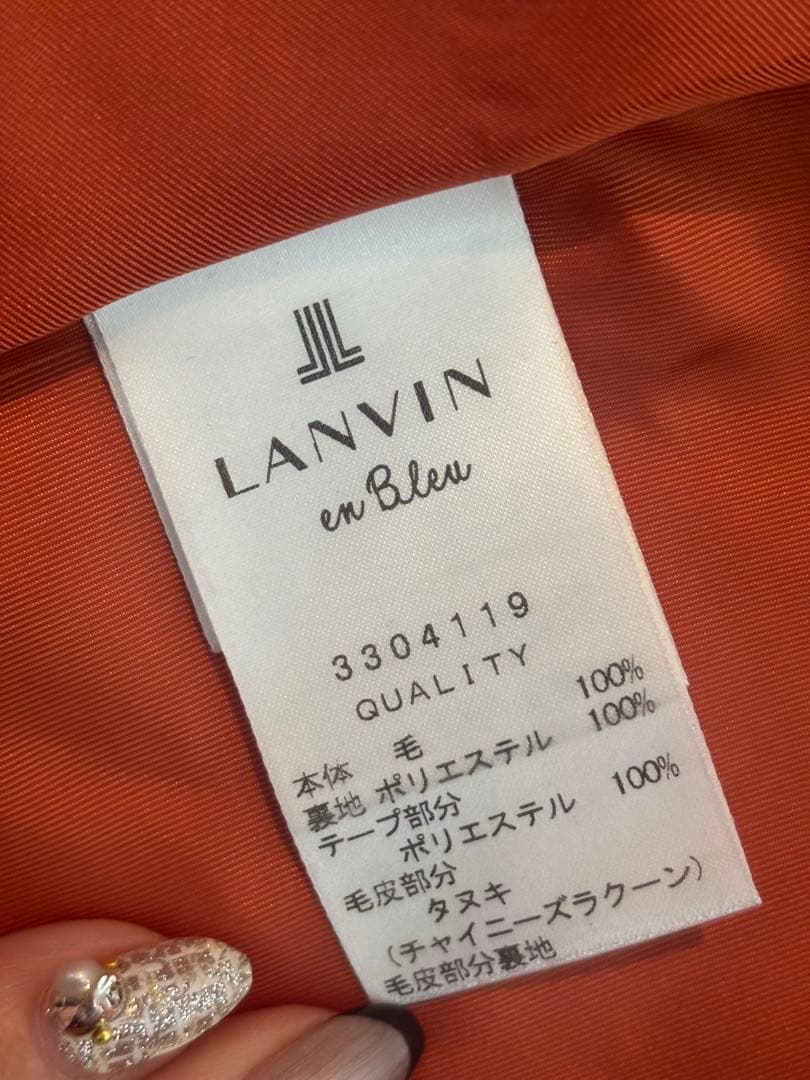 LANVIN
en Bleu
3304119
QUALITY
本体 毛 100%
裏地 ポリエステル 100%
テープ部分
ポリエステル 100%
毛皮部分
タヌキ
(チャイニーズラクーン)
毛皮部分裏地